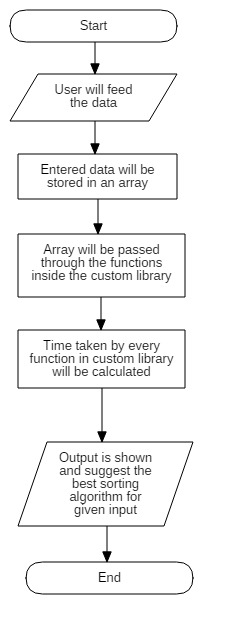 Start
User will feed
the data
Entered data will be
stored in an array
Array will be passed
through the functions
inside the custom library
Time taken by every
function in custom library
will be calculated
Output is shown
and suggest the
best sorting
algorithm for
given input
End